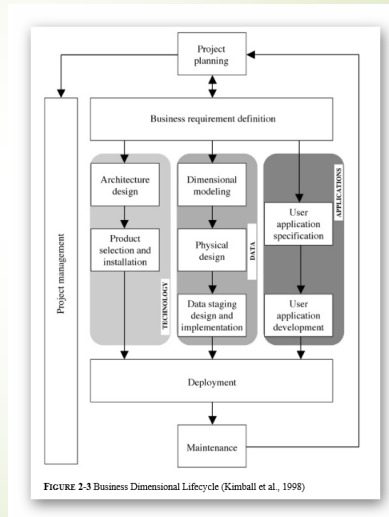 Project
planning
Business requirement definition
Project management
Architecture
design
Product
selection and
installation
TECHNOLOGY
Dimensional
modeling
Physical
design
Data staging
design and
implementation
DATA
APPLICATIONS
User
application
specification
User
application
development
Deployment
Maintenance
FIGURE 2-3 Business Dimensional Lifecycle (Kimball et al., 1998)